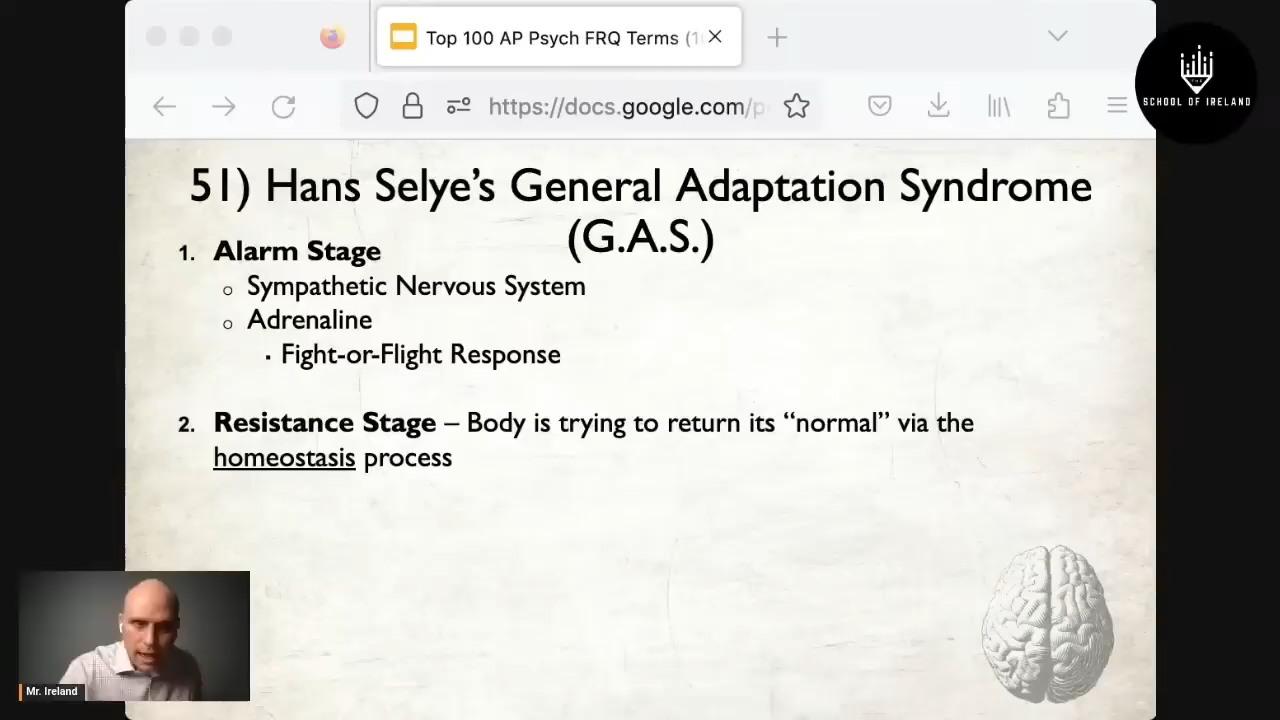 Top 100 AP Psych FRQ Terms (1
https://docs.google.com/p
THE
SCHOOL OF IRELAND
51) Hans Selye’s General Adaptation Syndrome
(G.A.S.)
1. Alarm Stage
○ Sympathetic Nervous System
○ Adrenaline
▪ Fight-or-Flight Response
2. Resistance Stage – Body is trying to return its “normal” via the
homeostasis process
Mr. Ireland